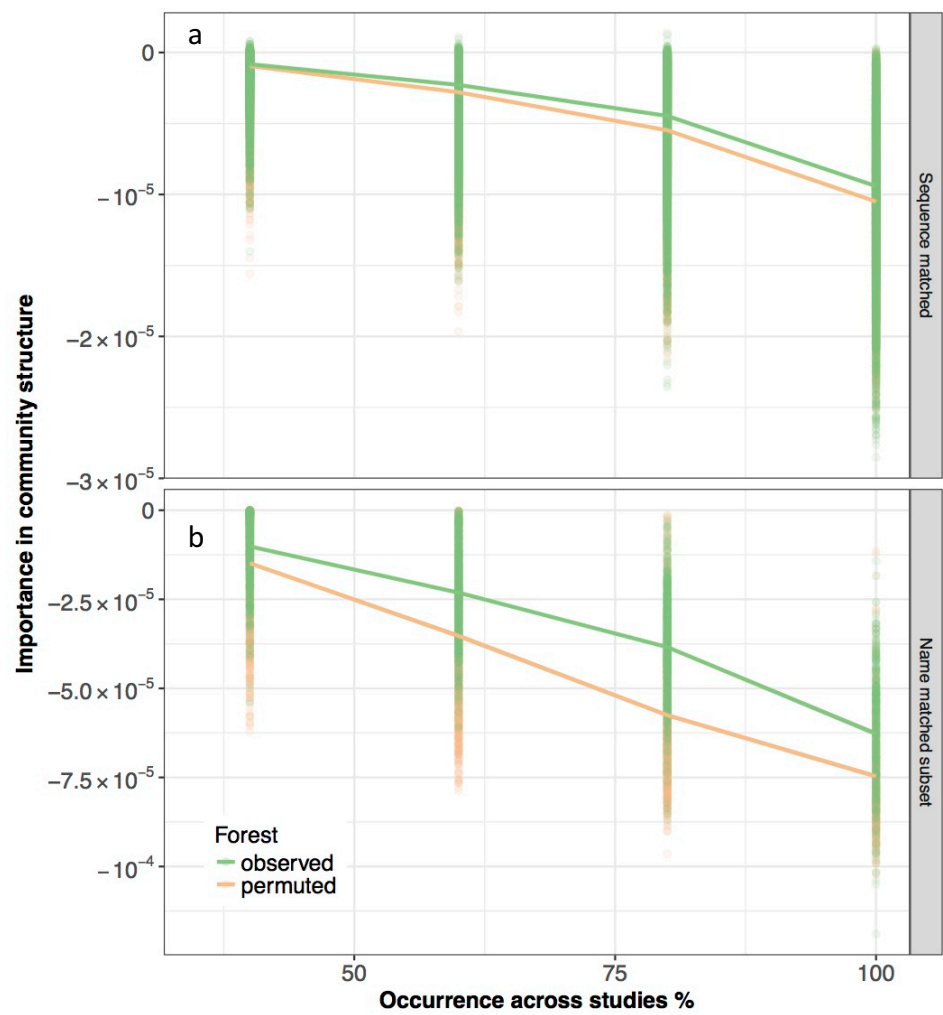 a
0
−10⁻⁵
−2 × 10⁻⁵
−3 × 10⁻⁵
Sequence matched
Importance in community structure
b
0
−2.5 × 10⁻⁵
−5.0 × 10⁻⁵
−7.5 × 10⁻⁵
−10⁻⁴
Name matched subset
Forest
observed
permuted
50 75 100
Occurrence across studies %